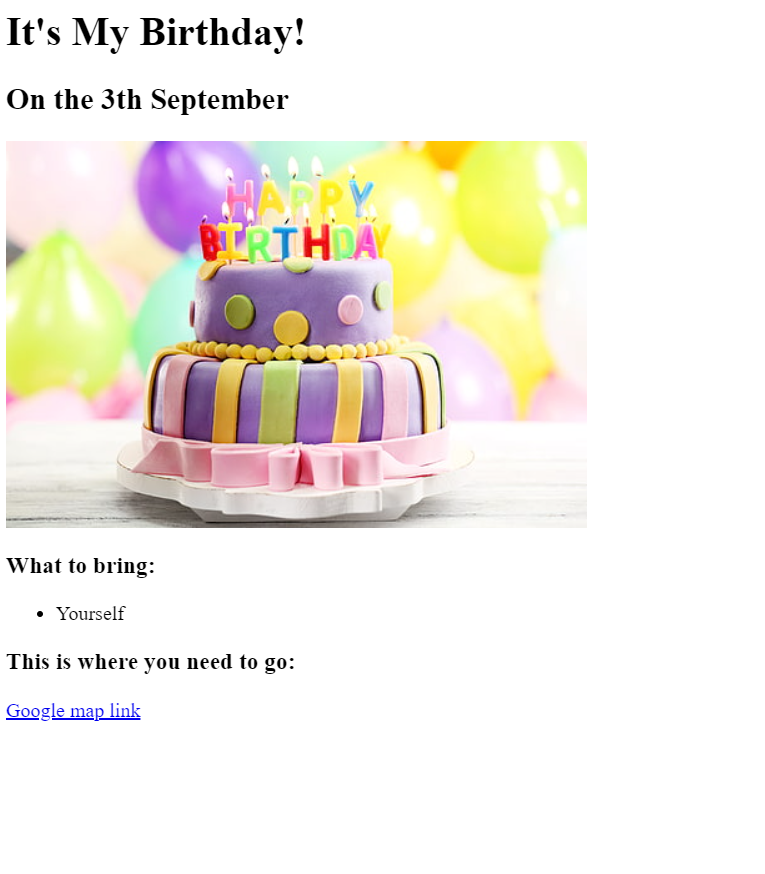 It's My Birthday!
On the 3th September
HAPPY
BIRTHDAY
What to bring:
Yourself
This is where you need to go:
Google map link